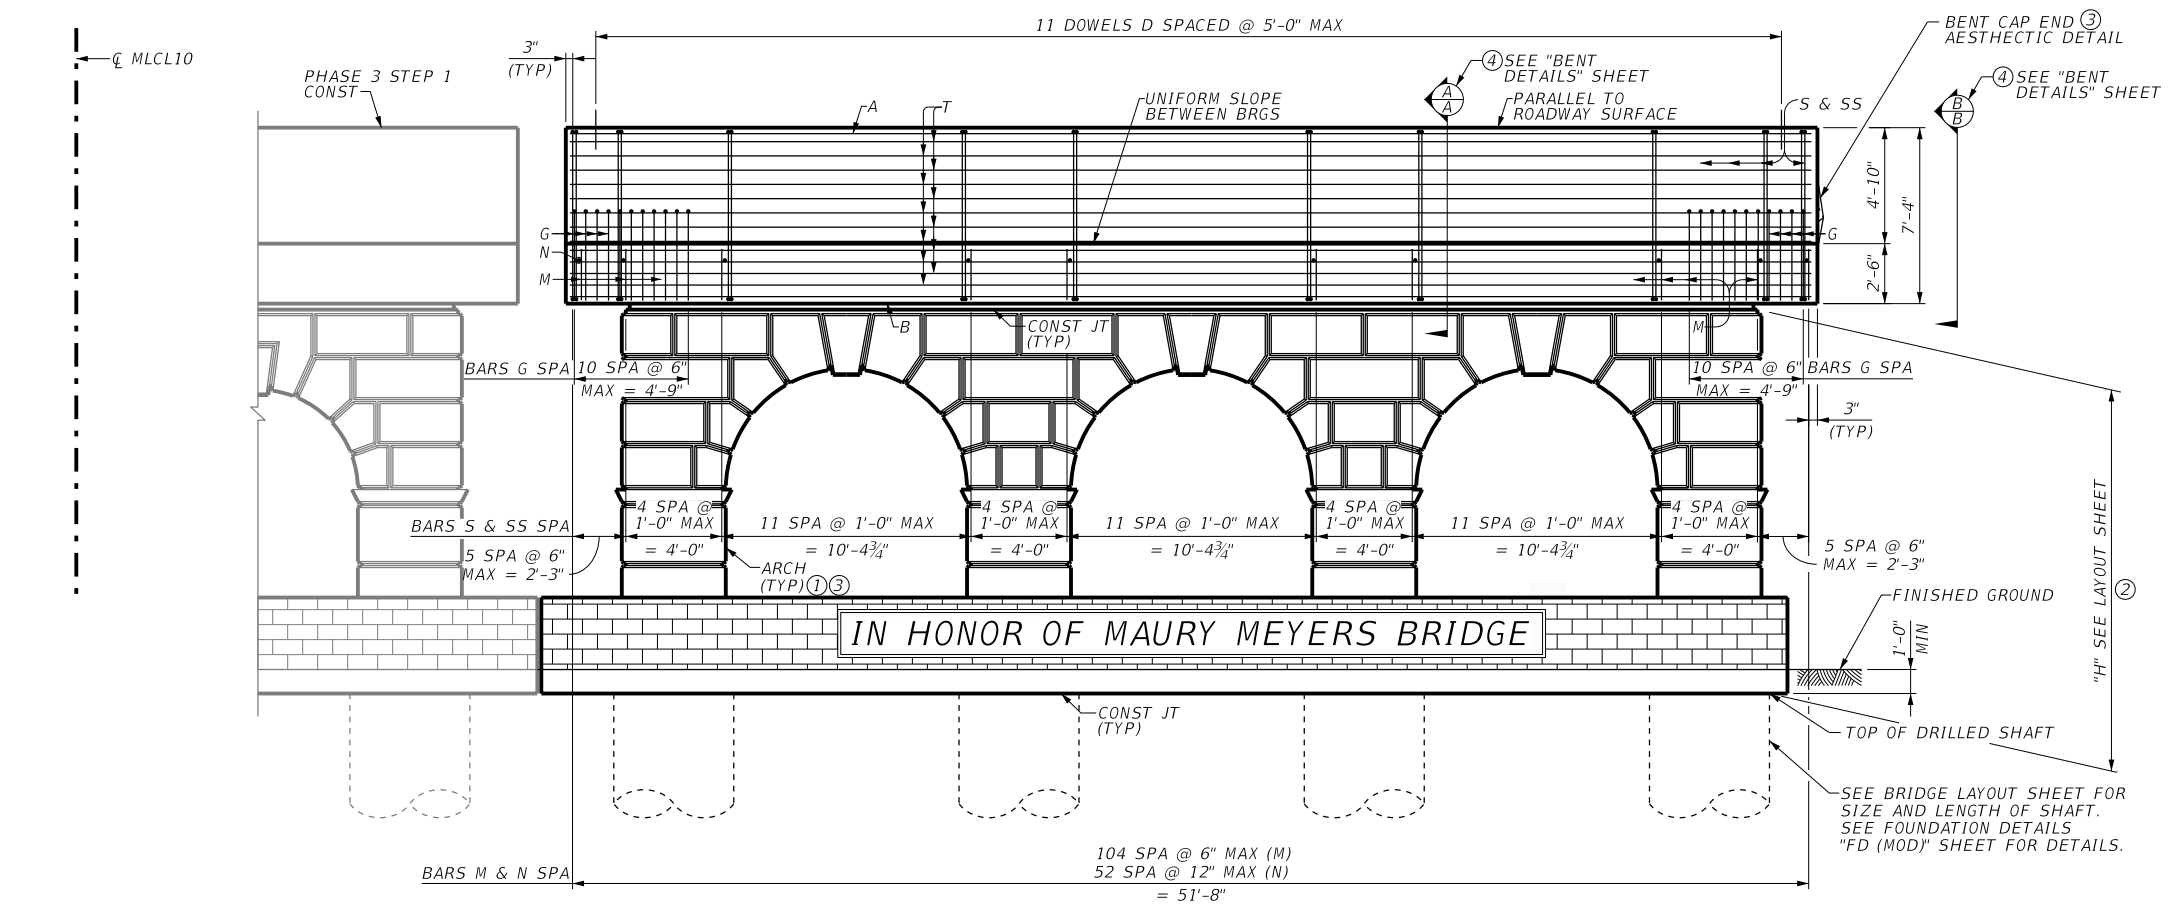 11 DOWELS D SPACED @ 5'-0" MAX
BENT CAP END ③
AESTHECTIC DETAIL
℄ MLCL10
3"
(TYP)
④ SEE "BENT
DETAILS" SHEET
④ SEE "BENT
DETAILS" SHEET
PHASE 3 STEP 1
CONST
A
T
UNIFORM SLOPE
BETWEEN BRGS
A
A
PARALLEL TO
ROADWAY SURFACE
S & SS
B
B
4'-10"
7'-4"
2'-6"
G
N
M
G
M
B
CONST JT
(TYP)
BARS G SPA
10 SPA @ 6"
MAX = 4'-9"
10 SPA @ 6"
MAX = 4'-9"
BARS G SPA
3"
(TYP)
BARS S & SS SPA
5 SPA @ 6"
MAX = 2'-3"
4 SPA @
1'-0" MAX
= 4'-0"
11 SPA @ 1'-0" MAX
= 10'-4¾"
4 SPA @
1'-0" MAX
= 4'-0"
11 SPA @ 1'-0" MAX
= 10'-4¾"
4 SPA @
1'-0" MAX
= 4'-0"
11 SPA @ 1'-0" MAX
= 10'-4¾"
4 SPA @
1'-0" MAX
= 4'-0"
5 SPA @ 6"
MAX = 2'-3"
ARCH
(TYP) ① ③
"H" SEE LAYOUT SHEET ②
FINISHED GROUND
1'-0"
MIN
IN HONOR OF MAURY MEYERS BRIDGE
CONST JT
(TYP)
TOP OF DRILLED SHAFT
SEE BRIDGE LAYOUT SHEET FOR
SIZE AND LENGTH OF SHAFT.
SEE FOUNDATION DETAILS
"FD (MOD)" SHEET FOR DETAILS.
BARS M & N SPA
104 SPA @ 6" MAX (M)
52 SPA @ 12" MAX (N)
= 51'-8"